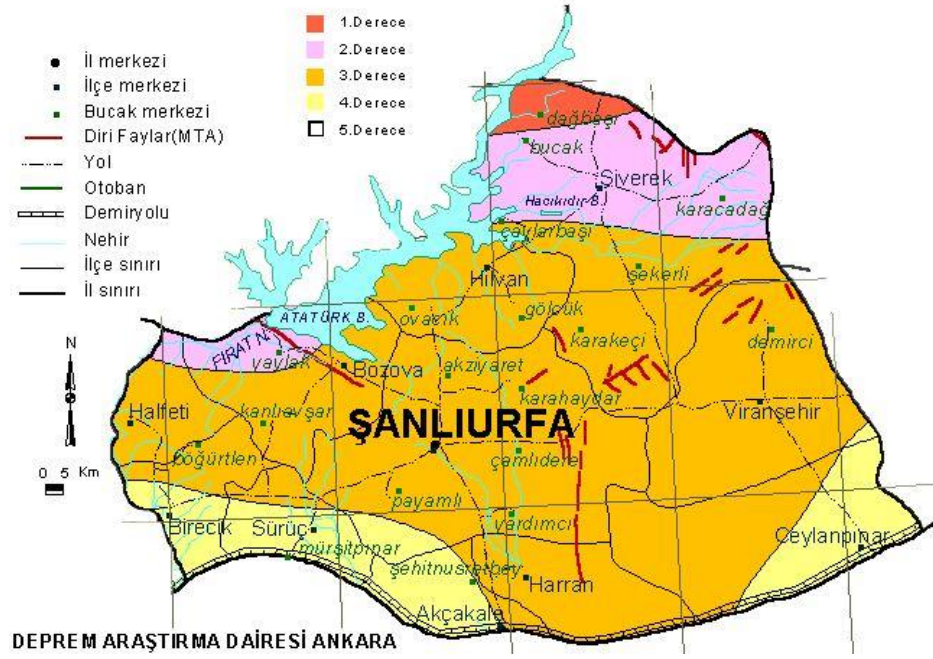 İl merkezi
İlçe merkezi
Bucak merkezi
Diri Faylar(MTA)
Yol
Otoban
Demiryolu
Nehir
İlçe sınırı
İl sınırı
1.Derece
2.Derece
3.Derece
4.Derece
5.Derece
dağbaşı
bucak
Siverek
karacadağ
Hacıkıdır B.
çaylarbaşı
Hilvan
şekerli
ATATÜRK B.
ovacık
gölcük
karakeçi
demirci
FIRAT N.
yaylak
Bozova
akziyaret
karahaydar
Viranşehir
Halfeti
kanlıavşar
ŞANLIURFA
böğürtlen
çamlıdere
payamlı
yardımcı
Birecik
Sürüç
mürşitpınar
şehitnusretbey
Harran
Ceylanpınar
Akçakale
N
0 5 Km
DEPREM ARAŞTIRMA DAİRESİ ANKARA